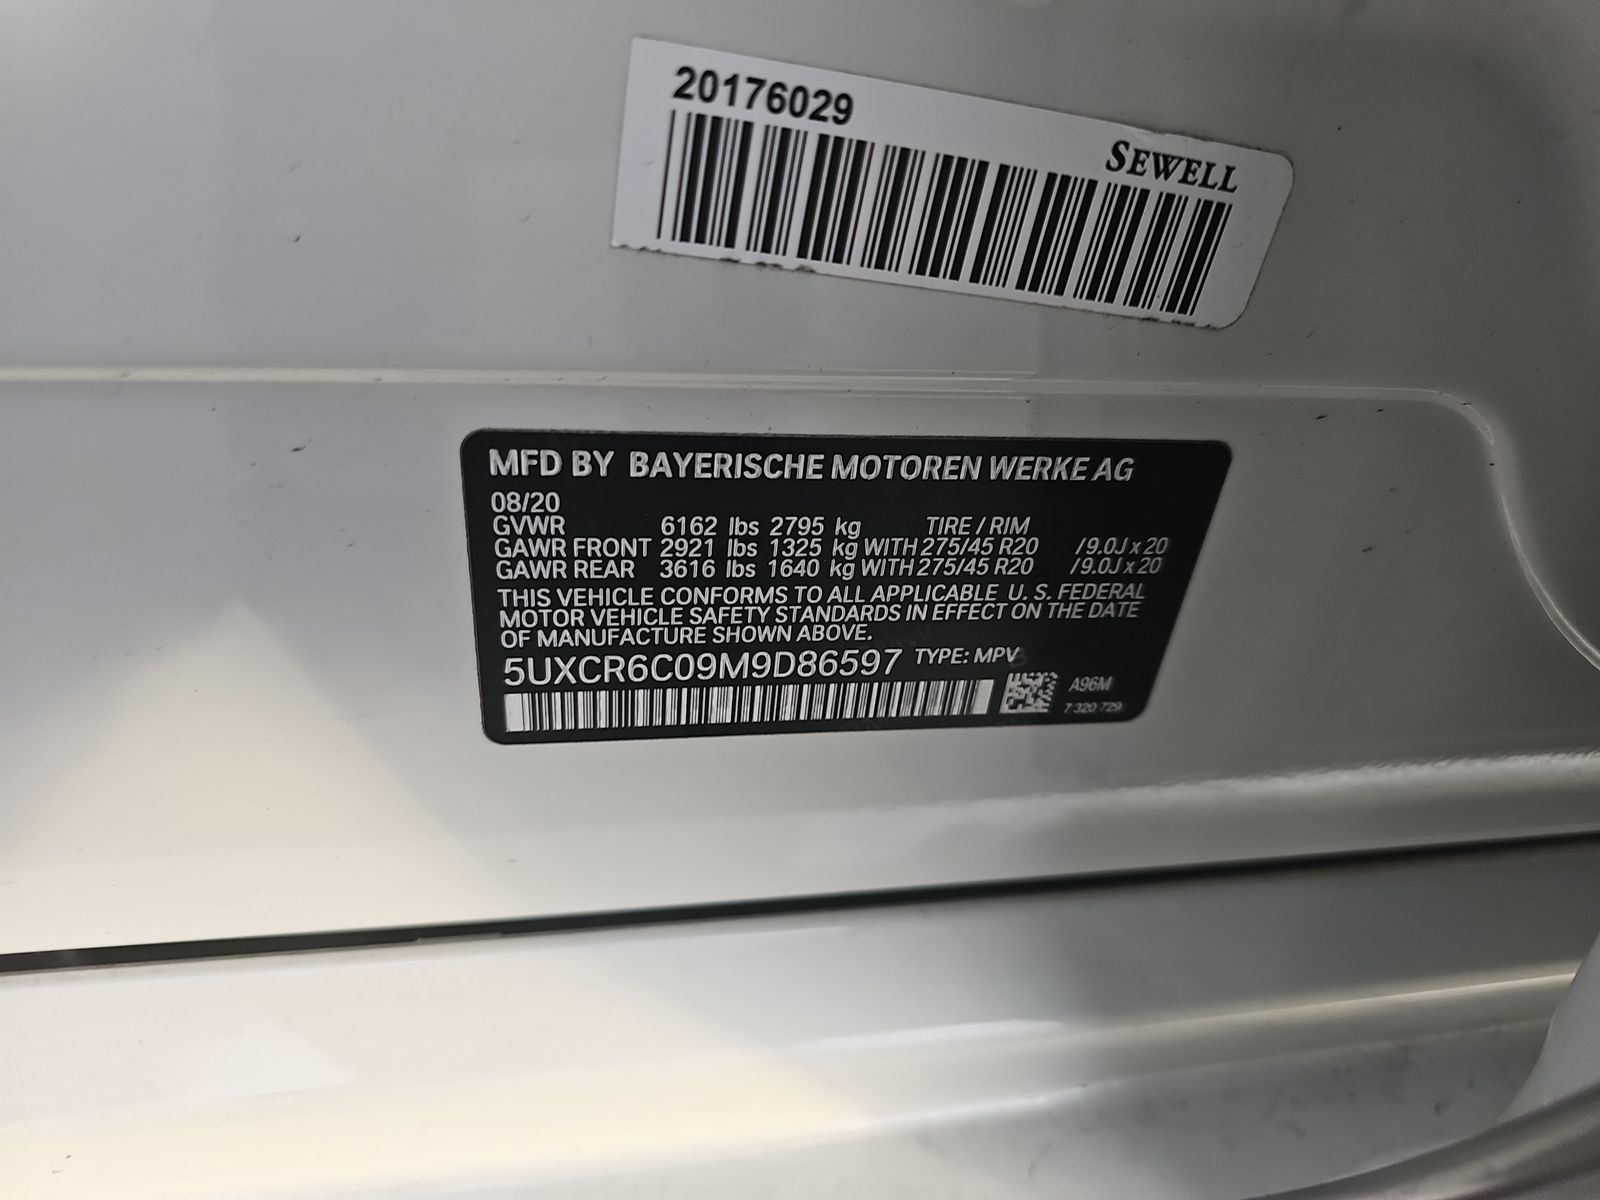 20176029
SEWELL
MFD BY BAYERISCHE MOTOREN WERKE AG
08/20
GVWR 6162 lbs 2795 kg TIRE / RIM
GAWR FRONT 2921 lbs 1325 kg WITH 275/45 R20 /9.0J x 20
GAWR REAR 3616 lbs 1640 kg WITH 275/45 R20 /9.0J x 20
THIS VEHICLE CONFORMS TO ALL APPLICABLE U. S. FEDERAL
MOTOR VEHICLE SAFETY STANDARDS IN EFFECT ON THE DATE
OF MANUFACTURE SHOWN ABOVE.
5UXCR6C09M9D86597 TYPE: MPV
A96M
7 320 729